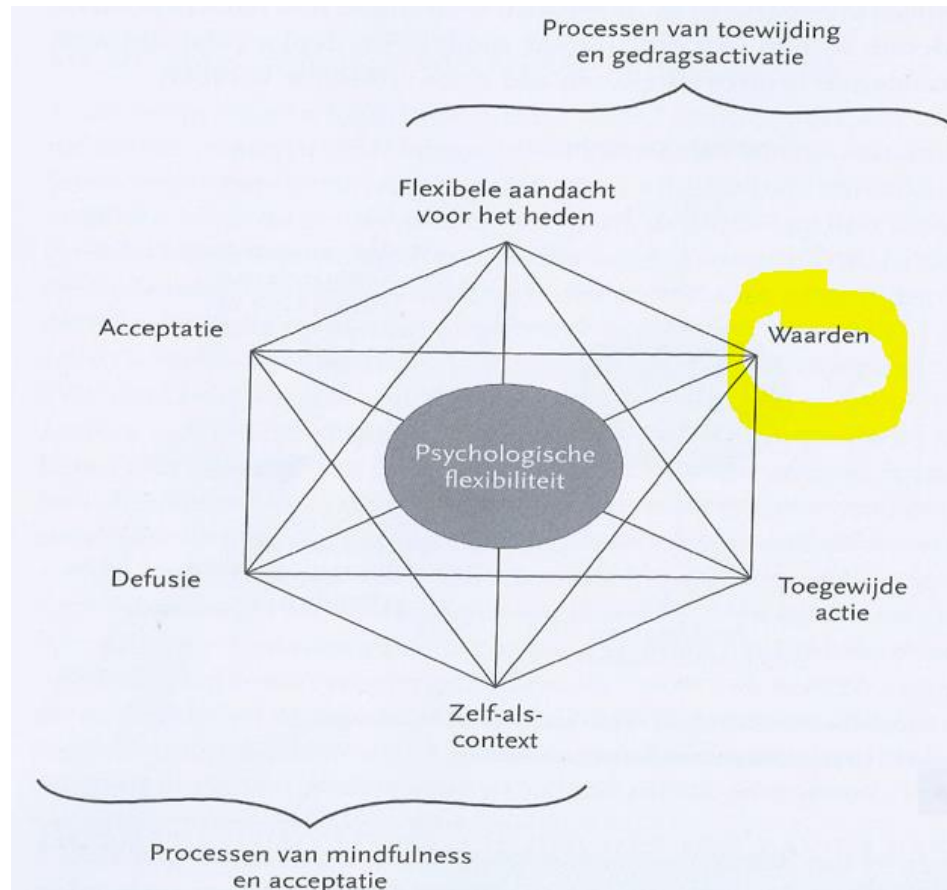 Processen van toewijding
en gedragsactivatie
Flexibele aandacht
voor het heden
Acceptatie
Waarden
Psychologische
flexibiliteit
Defusie
Toegewijde
actie
Zelf-als-
context
Processen van mindfulness
en acceptatie